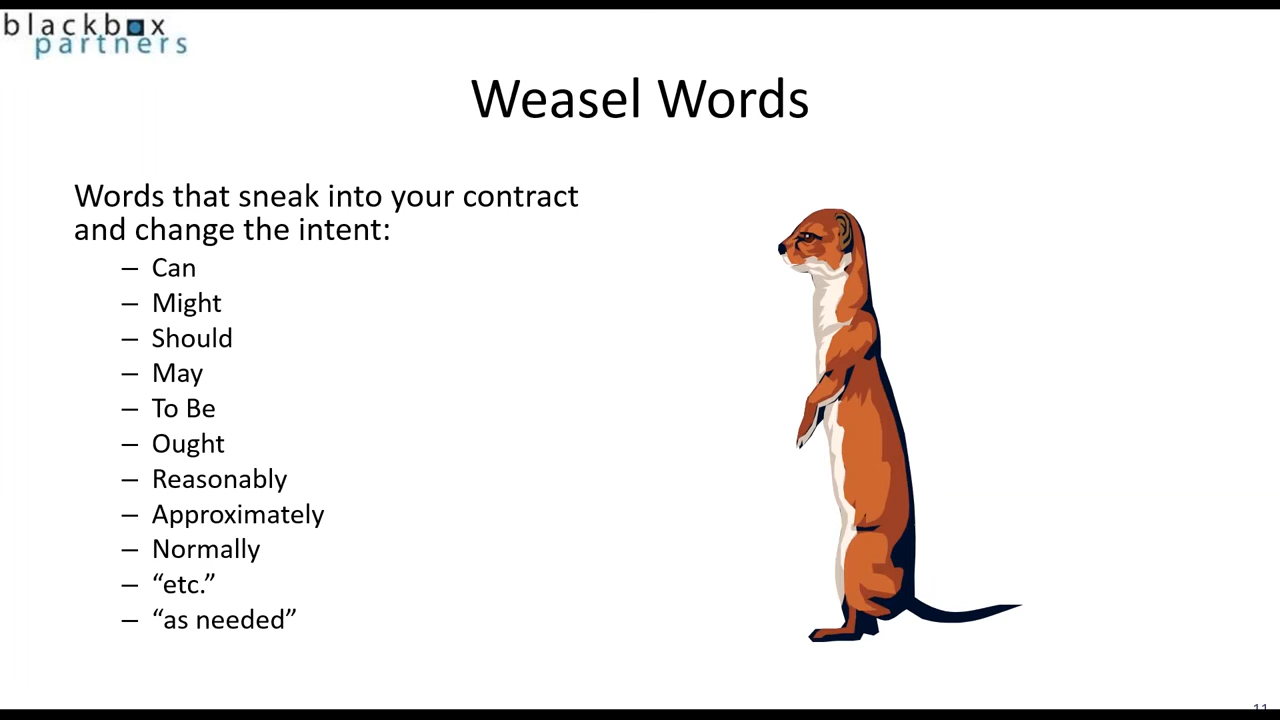 blackbox
partners
Weasel Words
Words that sneak into your contract
and change the intent:
– Can
– Might
– Should
– May
– To Be
– Ought
– Reasonably
– Approximately
– Normally
– “etc.”
– “as needed”
11